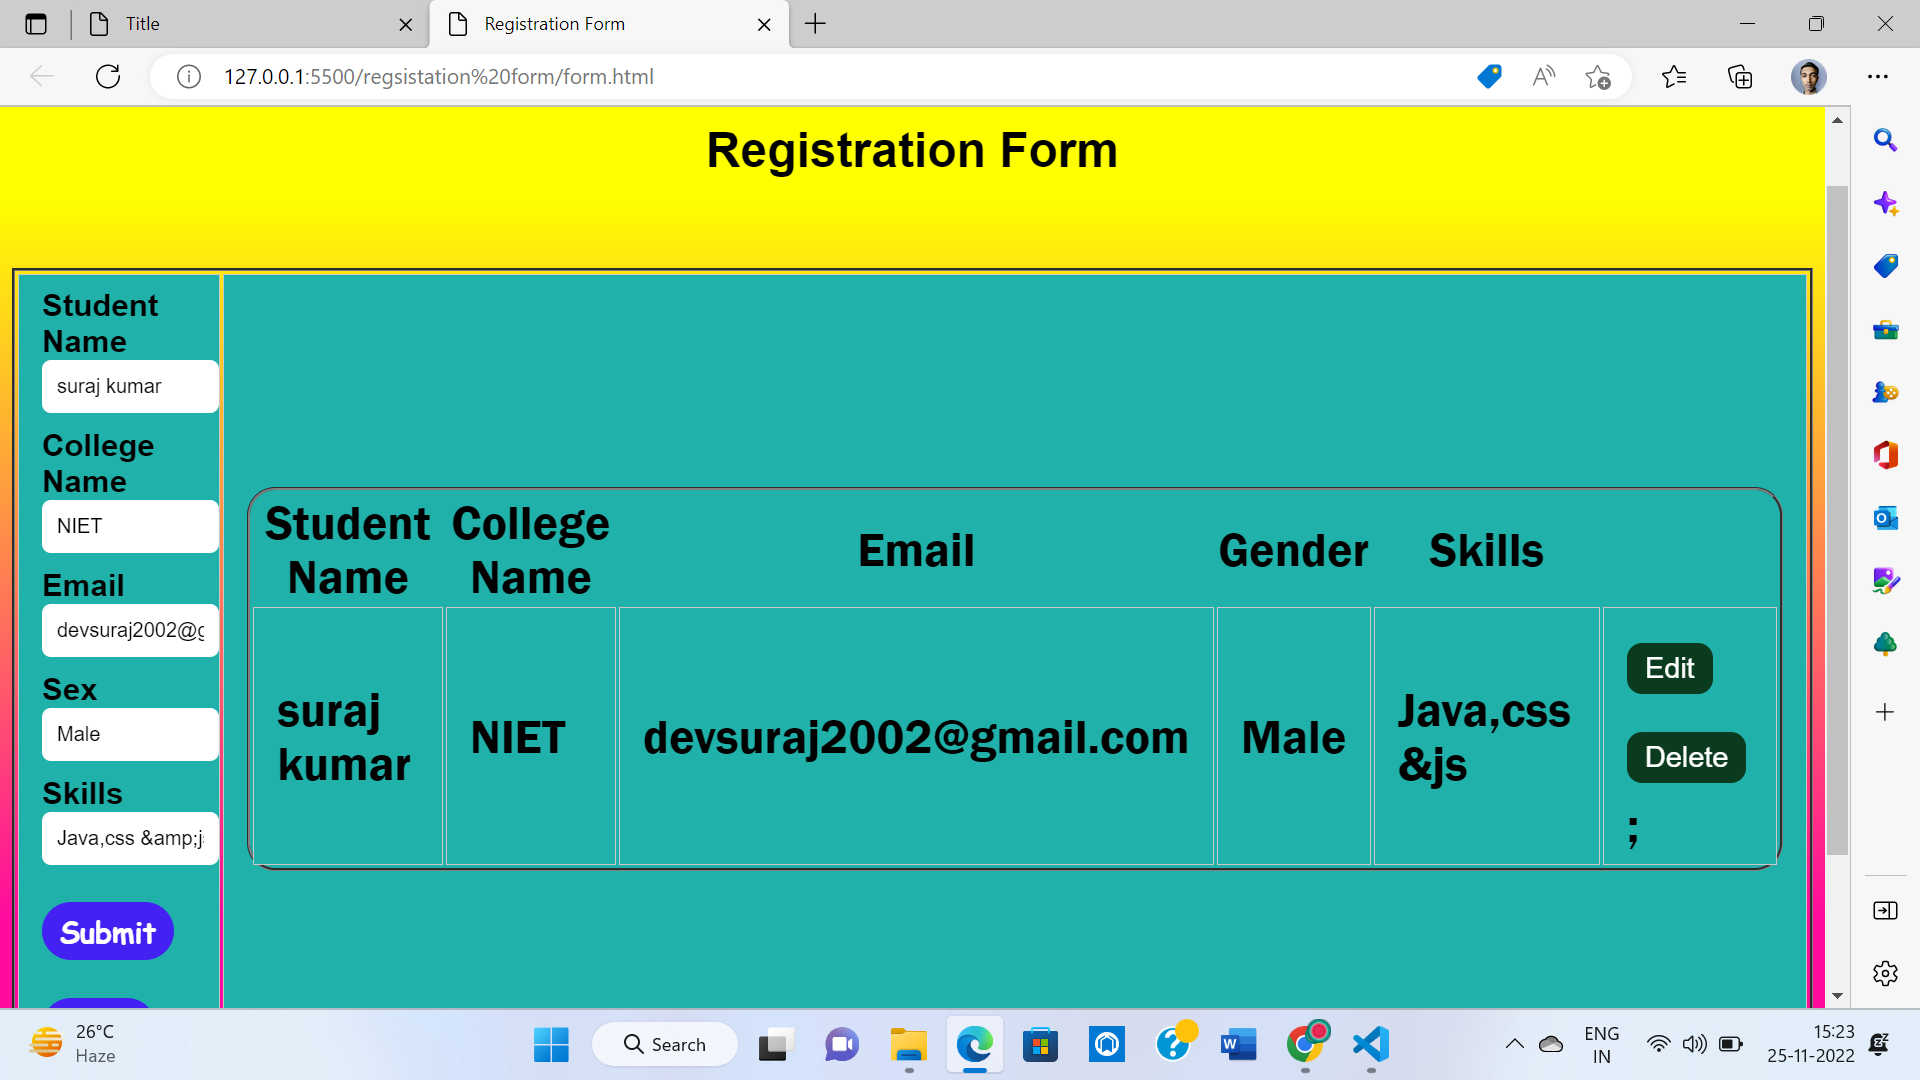 Title
Registration Form
127.0.0.1:5500/regsistation%20form/form.html
Registration Form
Student
Name
suraj kumar
College
Name
NIET
Email
devsuraj2002@g
Sex
Male
Skills
Java,css &amp;j
Submit
Student
Name
College
Name
Email
Gender
Skills
suraj
kumar
NIET
devsuraj2002@gmail.com
Male
Java,css
&js
Edit
Delete
;
26°C
Haze
Search
ENG
IN
15:23
25-11-2022